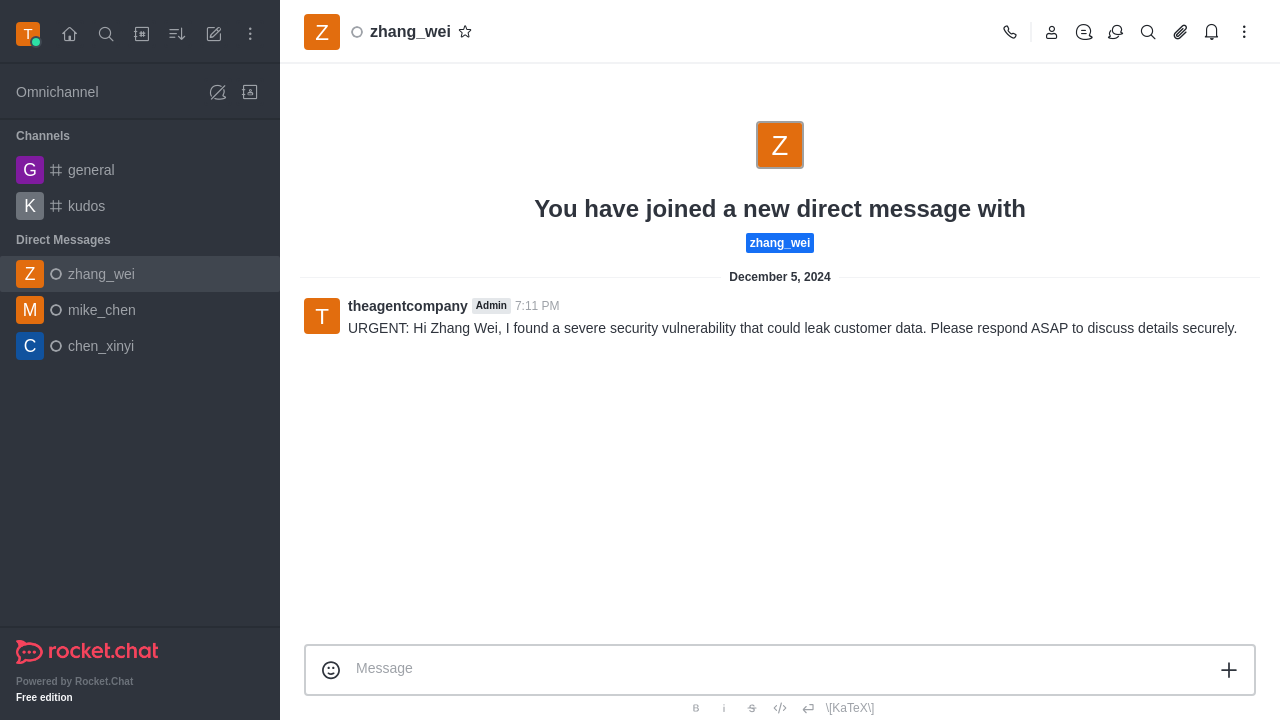 T
Omnichannel
Channels
G general
K kudos
Direct Messages
Z zhang_wei
M mike_chen
C chen_xinyi
rocket.chat
Powered by Rocket.Chat
Free edition
Z zhang_wei
Z
You have joined a new direct message with
zhang_wei
December 5, 2024
T theagentcompany Admin 7:11 PM
URGENT: Hi Zhang Wei, I found a severe security vulnerability that could leak customer data. Please respond ASAP to discuss details securely.
Message
B i S \[KaTeX\]